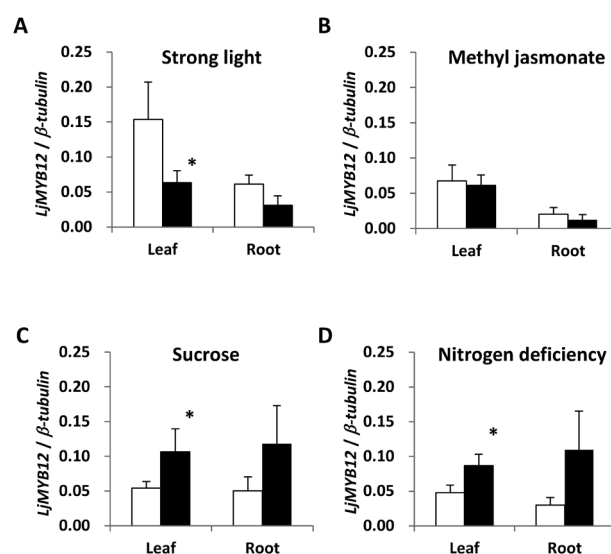 A
Strong light
LjMYB12 / β-tubulin
0.25
0.20
0.15
0.10
0.05
0.00
*
Leaf
Root
B
Methyl jasmonate
LjMYB12 / β-tubulin
0.25
0.20
0.15
0.10
0.05
0.00
Leaf
Root
C
Sucrose
LjMYB12 / β-tubulin
0.25
0.20
0.15
0.10
0.05
0.00
*
Leaf
Root
D
Nitrogen deficiency
LjMYB12 / β-tubulin
0.25
0.20
0.15
0.10
0.05
0.00
*
Leaf
Root